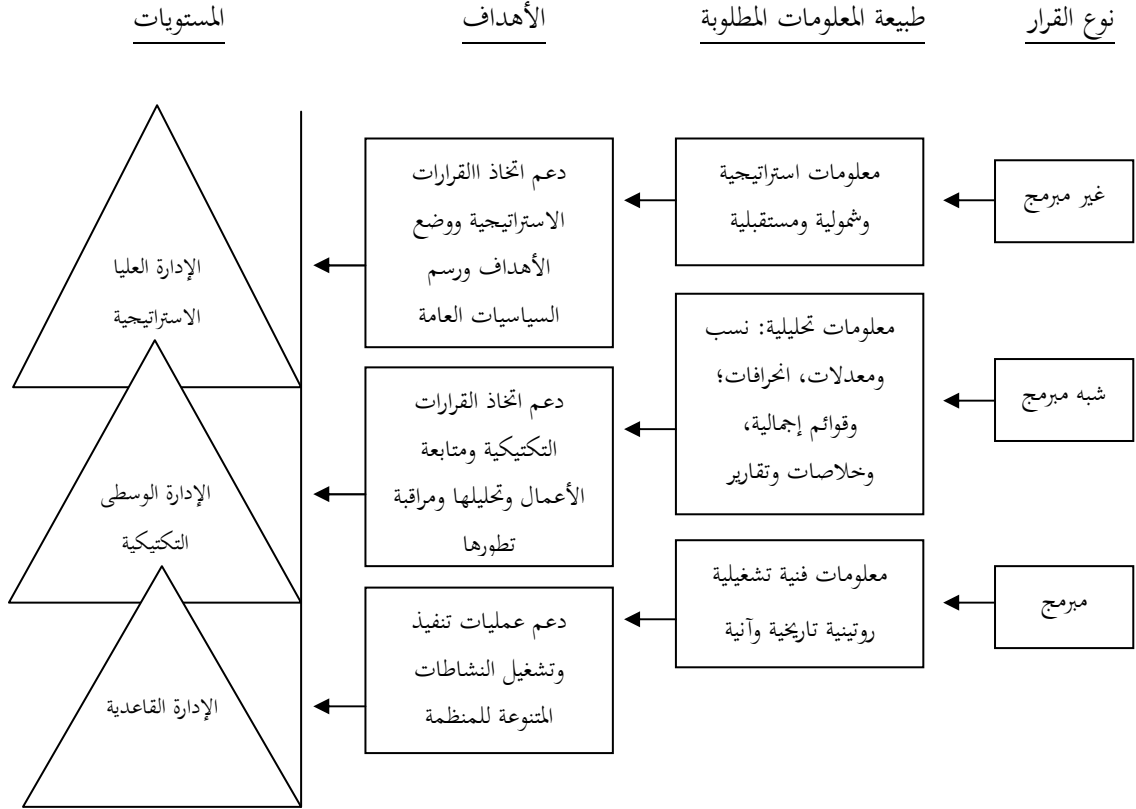 نوع القرار
طبيعة المعلومات المطلوبة
الأهداف
المستويات
غير مبرمج
معلومات استراتيجية
وشمولية ومستقبلية
دعم اتخاذ االقرارات
الاستراتيجية ووضع
الأهداف ورسم
السياسيات العامة
الإدارة العليا
الاستراتيجية
شبه مبرمج
معلومات تحليلية: نسب
ومعدلات، انحرافات؛
وقوائم إجمالية،
وخلاصات وتقارير
دعم اتخاذ القرارات
التكتيكية ومتابعة
الأعمال وتحليلها ومراقبة
تطورها
الإدارة الوسطى
التكتيكية
مبرمج
معلومات فنية تشغيلية
روتينية تاريخية وآنية
دعم عمليات تنفيذ
وتشغيل النشاطات
المتنوعة للمنظمة
الإدارة القاعدية